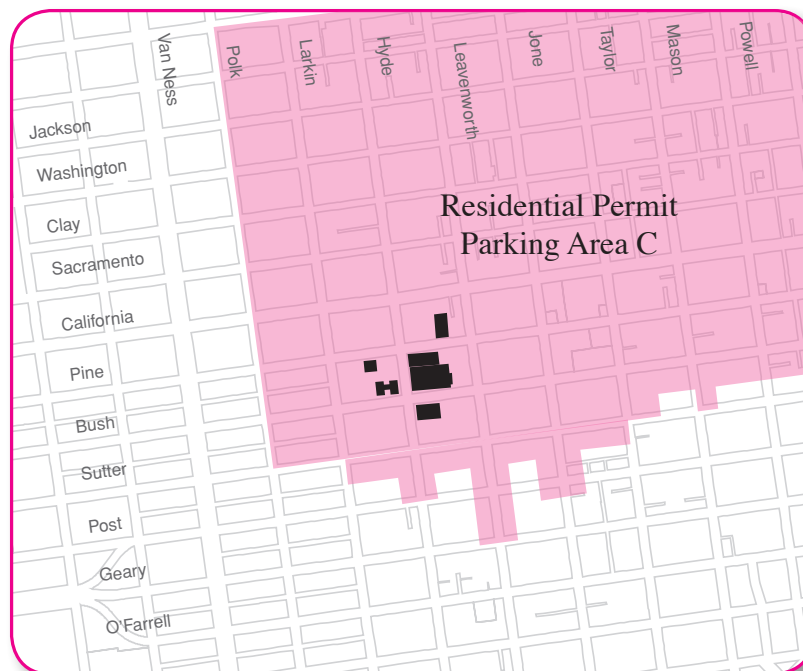 Van Ness
Polk
Larkin
Hyde
Leavenworth
Jone
Taylor
Mason
Powell
Jackson
Washington
Clay
Sacramento
California
Pine
Bush
Sutter
Post
Geary
O'Farrell
Residential Permit
Parking Area C